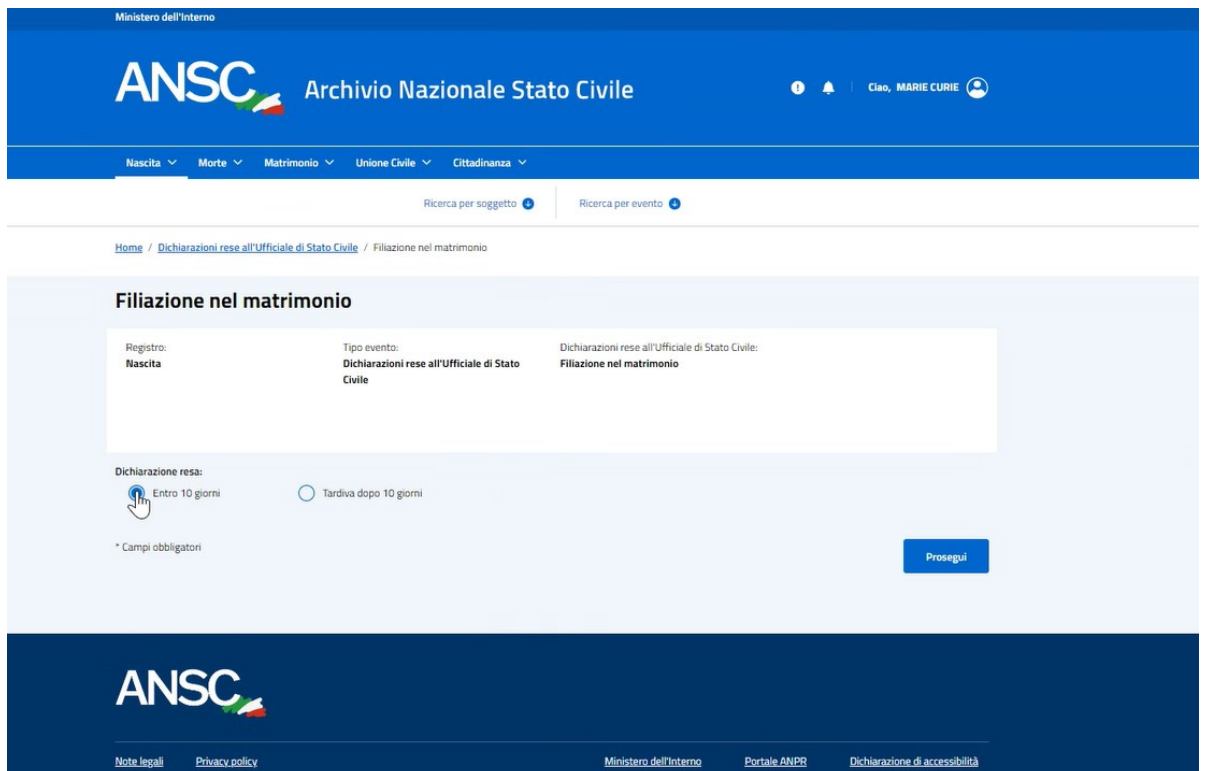 Ministero dell'Interno
ANSC
Archivio Nazionale Stato Civile
Ciao, MARIE CURIE
Nascita
Morte
Matrimonio
Unione Civile
Cittadinanza
Ricerca per soggetto
Ricerca per evento
Home / Dichiarazioni rese all'Ufficiale di Stato Civile / Filiazione nel matrimonio
Filiazione nel matrimonio
Registro:
Nascita
Tipo evento:
Dichiarazioni rese all'Ufficiale di Stato
Civile
Dichiarazioni rese all'Ufficiale di Stato Civile:
Filiazione nel matrimonio
Dichiarazione resa:
Entro 10 giorni
Tardiva dopo 10 giorni
* Campi obbligatori
Prosegui
ANSC
Note legali
Privacy policy
Ministero dell'Interno
Portale ANPR
Dichiarazione di accessibilità